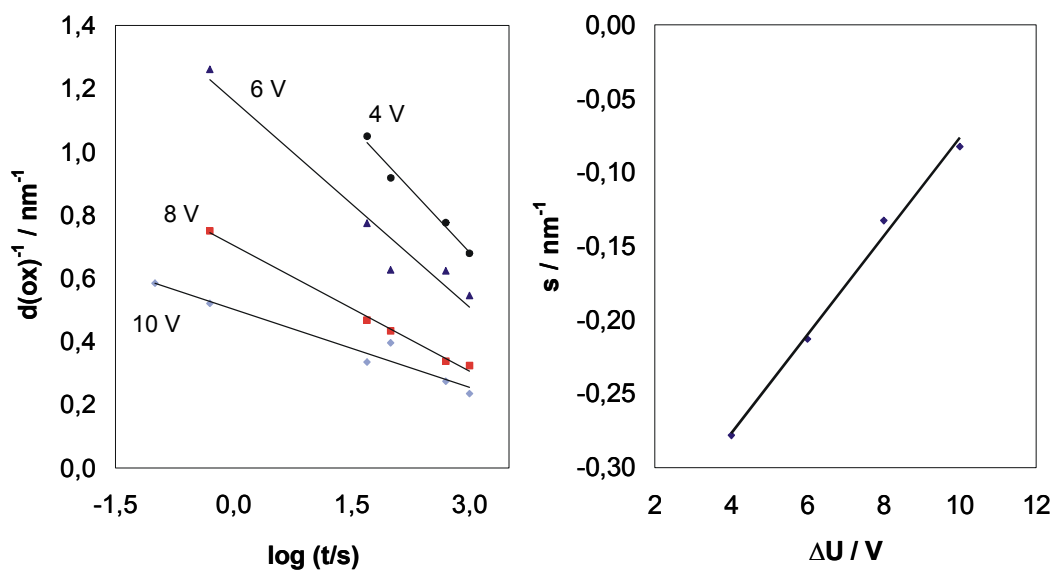 1,4
1,2
1,0
0,8
0,6
0,4
0,2
0,0
d(ox)⁻¹ / nm⁻¹
6 V
4 V
8 V
10 V
-1,5 0,0 1,5 3,0
log (t/s)
0,00
-0,05
-0,10
-0,15
-0,20
-0,25
-0,30
s / nm⁻¹
2 4 6 8 10 12
ΔU / V